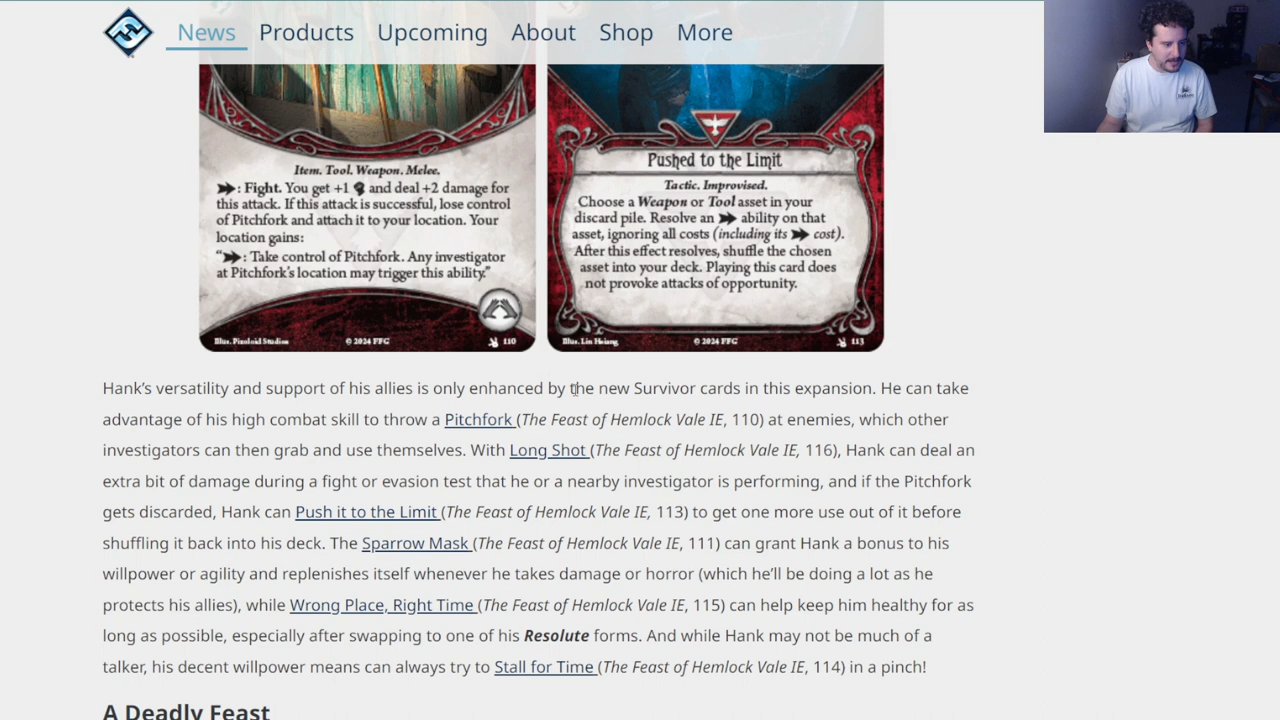 News Products Upcoming About Shop More
Item. Tool. Weapon. Melee.
: Fight. You get +1 and deal +2 damage for
this attack. If this attack is successful, lose control
of Pitchfork and attach it to your location. Your
location gains:
“: Take control of Pitchfork. Any investigator
at Pitchfork's location may trigger this ability.”
Illus. Pixoloid Studios © 2024 FFG 110
Pushed to the Limit
Tactic. Improvised.
Choose a Weapon or Tool asset in your
discard pile. Resolve an ability on that
asset, ignoring all costs (including its cost).
After this effect resolves, shuffle the chosen
asset into your deck. Playing this card does
not provoke attacks of opportunity.
Illus. Lin Hsiang © 2024 FFG 113
Hank’s versatility and support of his allies is only enhanced by the new Survivor cards in this expansion. He can take
advantage of his high combat skill to throw a Pitchfork (The Feast of Hemlock Vale IE, 110) at enemies, which other
investigators can then grab and use themselves. With Long Shot (The Feast of Hemlock Vale IE, 116), Hank can deal an
extra bit of damage during a fight or evasion test that he or a nearby investigator is performing, and if the Pitchfork
gets discarded, Hank can Push it to the Limit (The Feast of Hemlock Vale IE, 113) to get one more use out of it before
shuffling it back into his deck. The Sparrow Mask (The Feast of Hemlock Vale IE, 111) can grant Hank a bonus to his
willpower or agility and replenishes itself whenever he takes damage or horror (which he’ll be doing a lot as he
protects his allies), while Wrong Place, Right Time (The Feast of Hemlock Vale IE, 115) can help keep him healthy for as
long as possible, especially after swapping to one of his Resolute forms. And while Hank may not be much of a
talker, his decent willpower means can always try to Stall for Time (The Feast of Hemlock Vale IE, 114) in a pinch!
A Deadly Feast